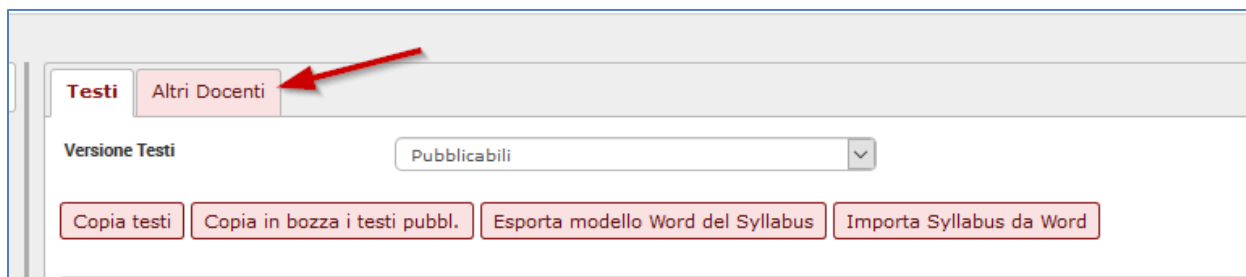 Testi Altri Docenti
Versione Testi Pubblicabili
Copia testi Copia in bozza i testi pubbl. Esporta modello Word del Syllabus Importa Syllabus da Word